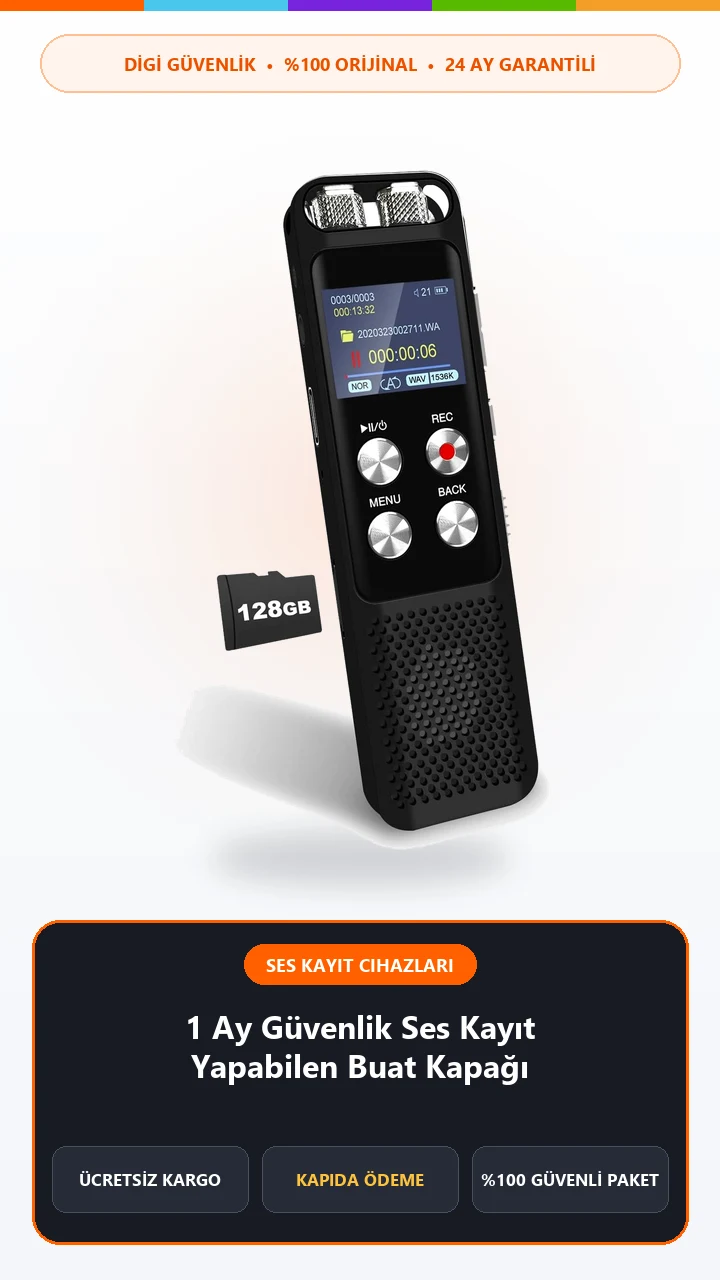 DİGİ GÜVENLİK • %100 ORİJİNAL • 24 AY GARANTİLİ
0003/0003 21
000:13:32
2020323002711.WA
000:00:06
NOR WAV 1536K
REC
MENU BACK
128GB
SES KAYIT CIHAZLARI
1 Ay Güvenlik Ses Kayıt
Yapabilen Buat Kapağı
ÜCRETSİZ KARGO KAPIDA ÖDEME %100 GÜVENLİ PAKET